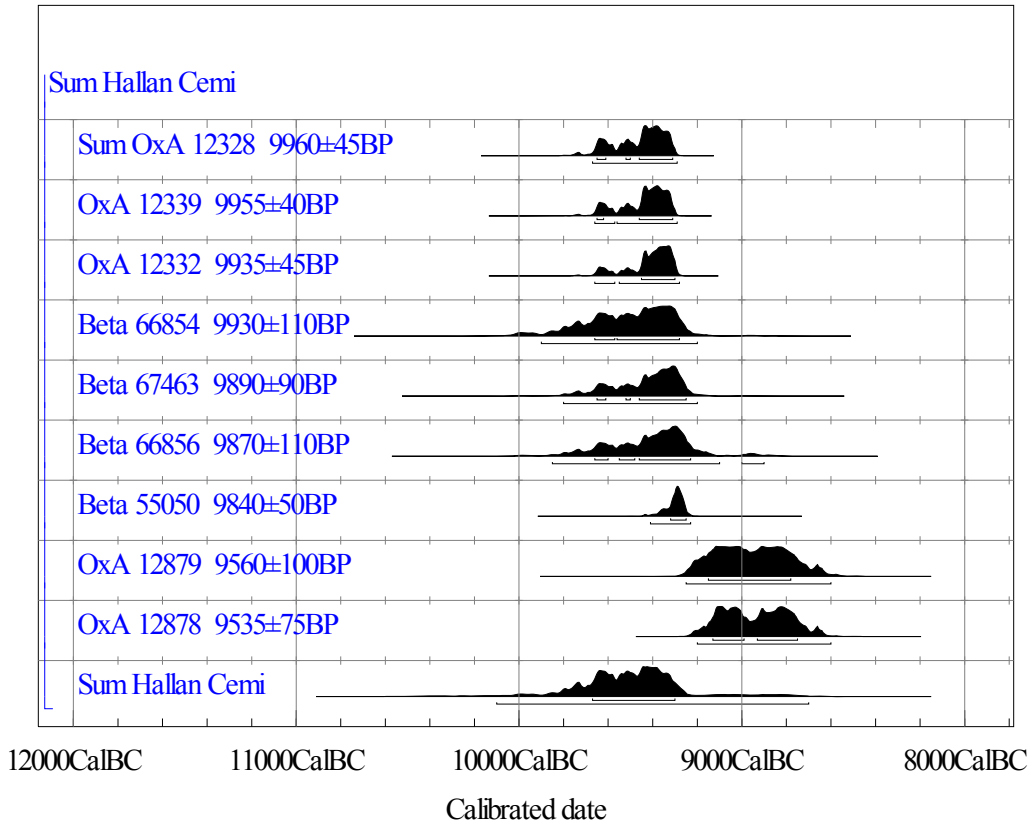 Sum Hallan Cemi
Sum OxA 12328 9960±45BP
OxA 12339 9955±40BP
OxA 12332 9935±45BP
Beta 66854 9930±110BP
Beta 67463 9890±90BP
Beta 66856 9870±110BP
Beta 55050 9840±50BP
OxA 12879 9560±100BP
OxA 12878 9535±75BP
Sum Hallan Cemi
12000CalBC 11000CalBC 10000CalBC 9000CalBC 8000CalBC
Calibrated date